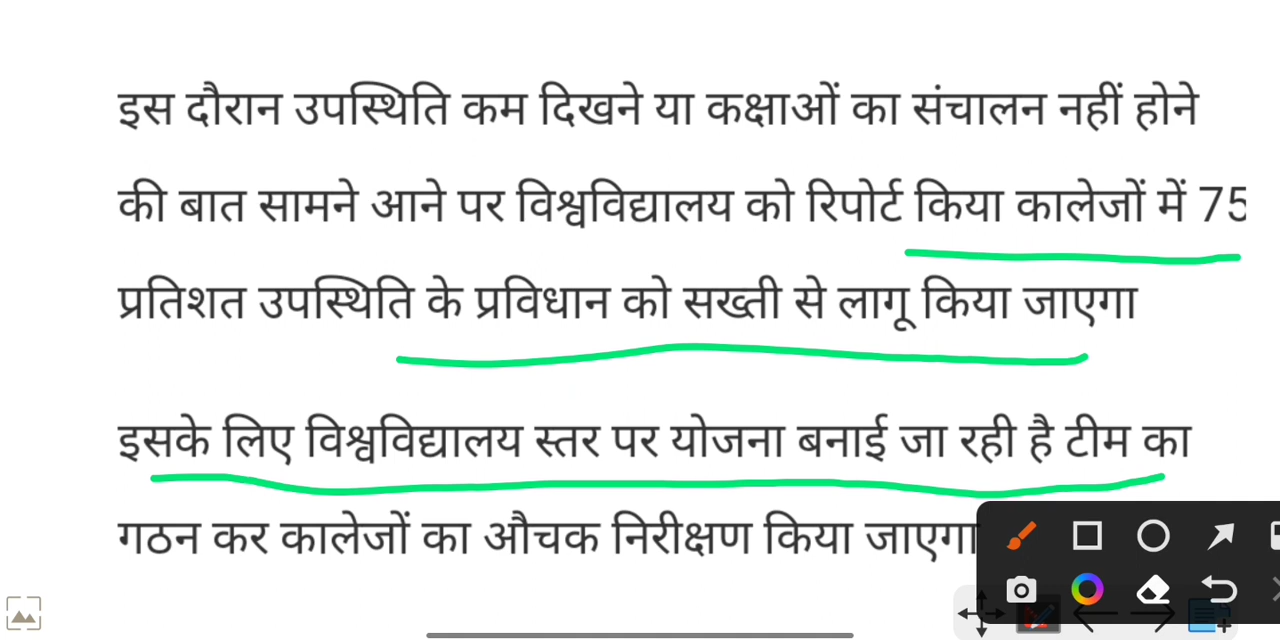 इस दौरान उपस्थिति कम दिखने या कक्षाओं का संचालन नहीं होने
की बात सामने आने पर विश्वविद्यालय को रिपोर्ट किया कालेजों में 75
प्रतिशत उपस्थिति के प्रविधान को सख्ती से लागू किया जाएगा
इसके लिए विश्वविद्यालय स्तर पर योजना बनाई जा रही है टीम का
गठन कर कालेजों का औचक निरीक्षण किया जाएगा